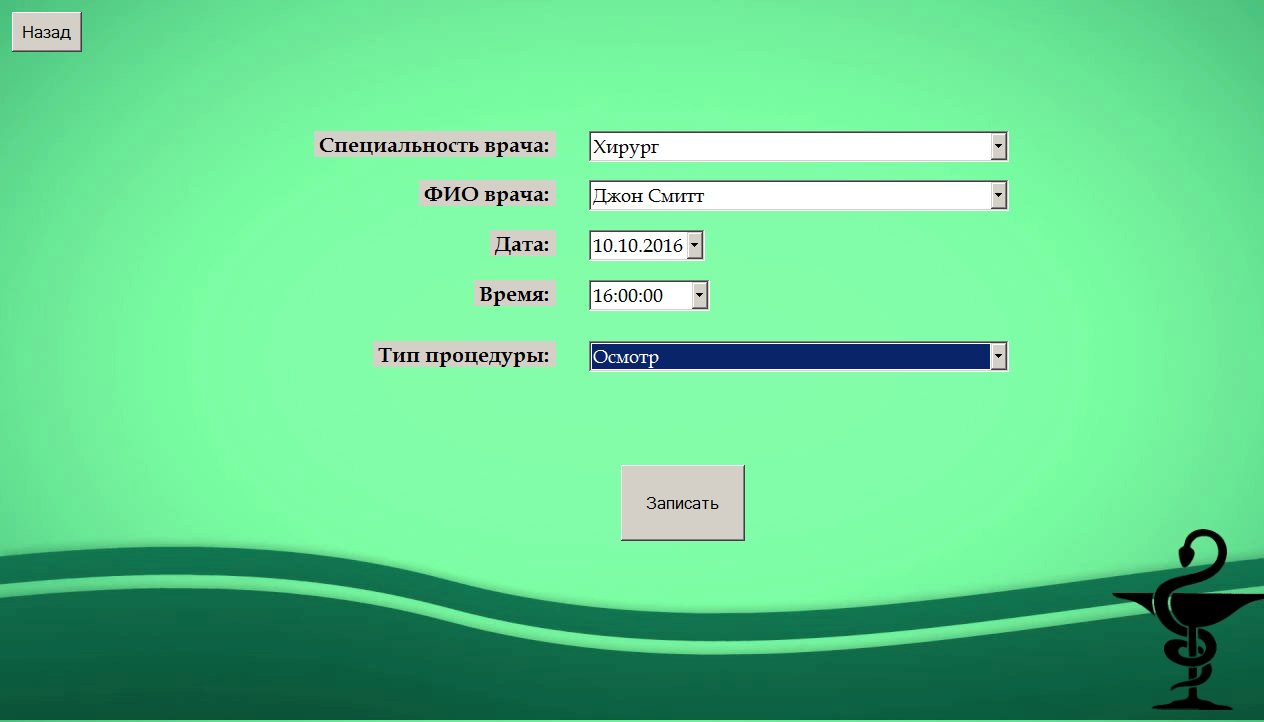 Назад
Специальность врача: Хирург
ФИО врача: Джон Смитт
Дата: 10.10.2016
Время: 16:00:00
Тип процедуры: Осмотр
Записать